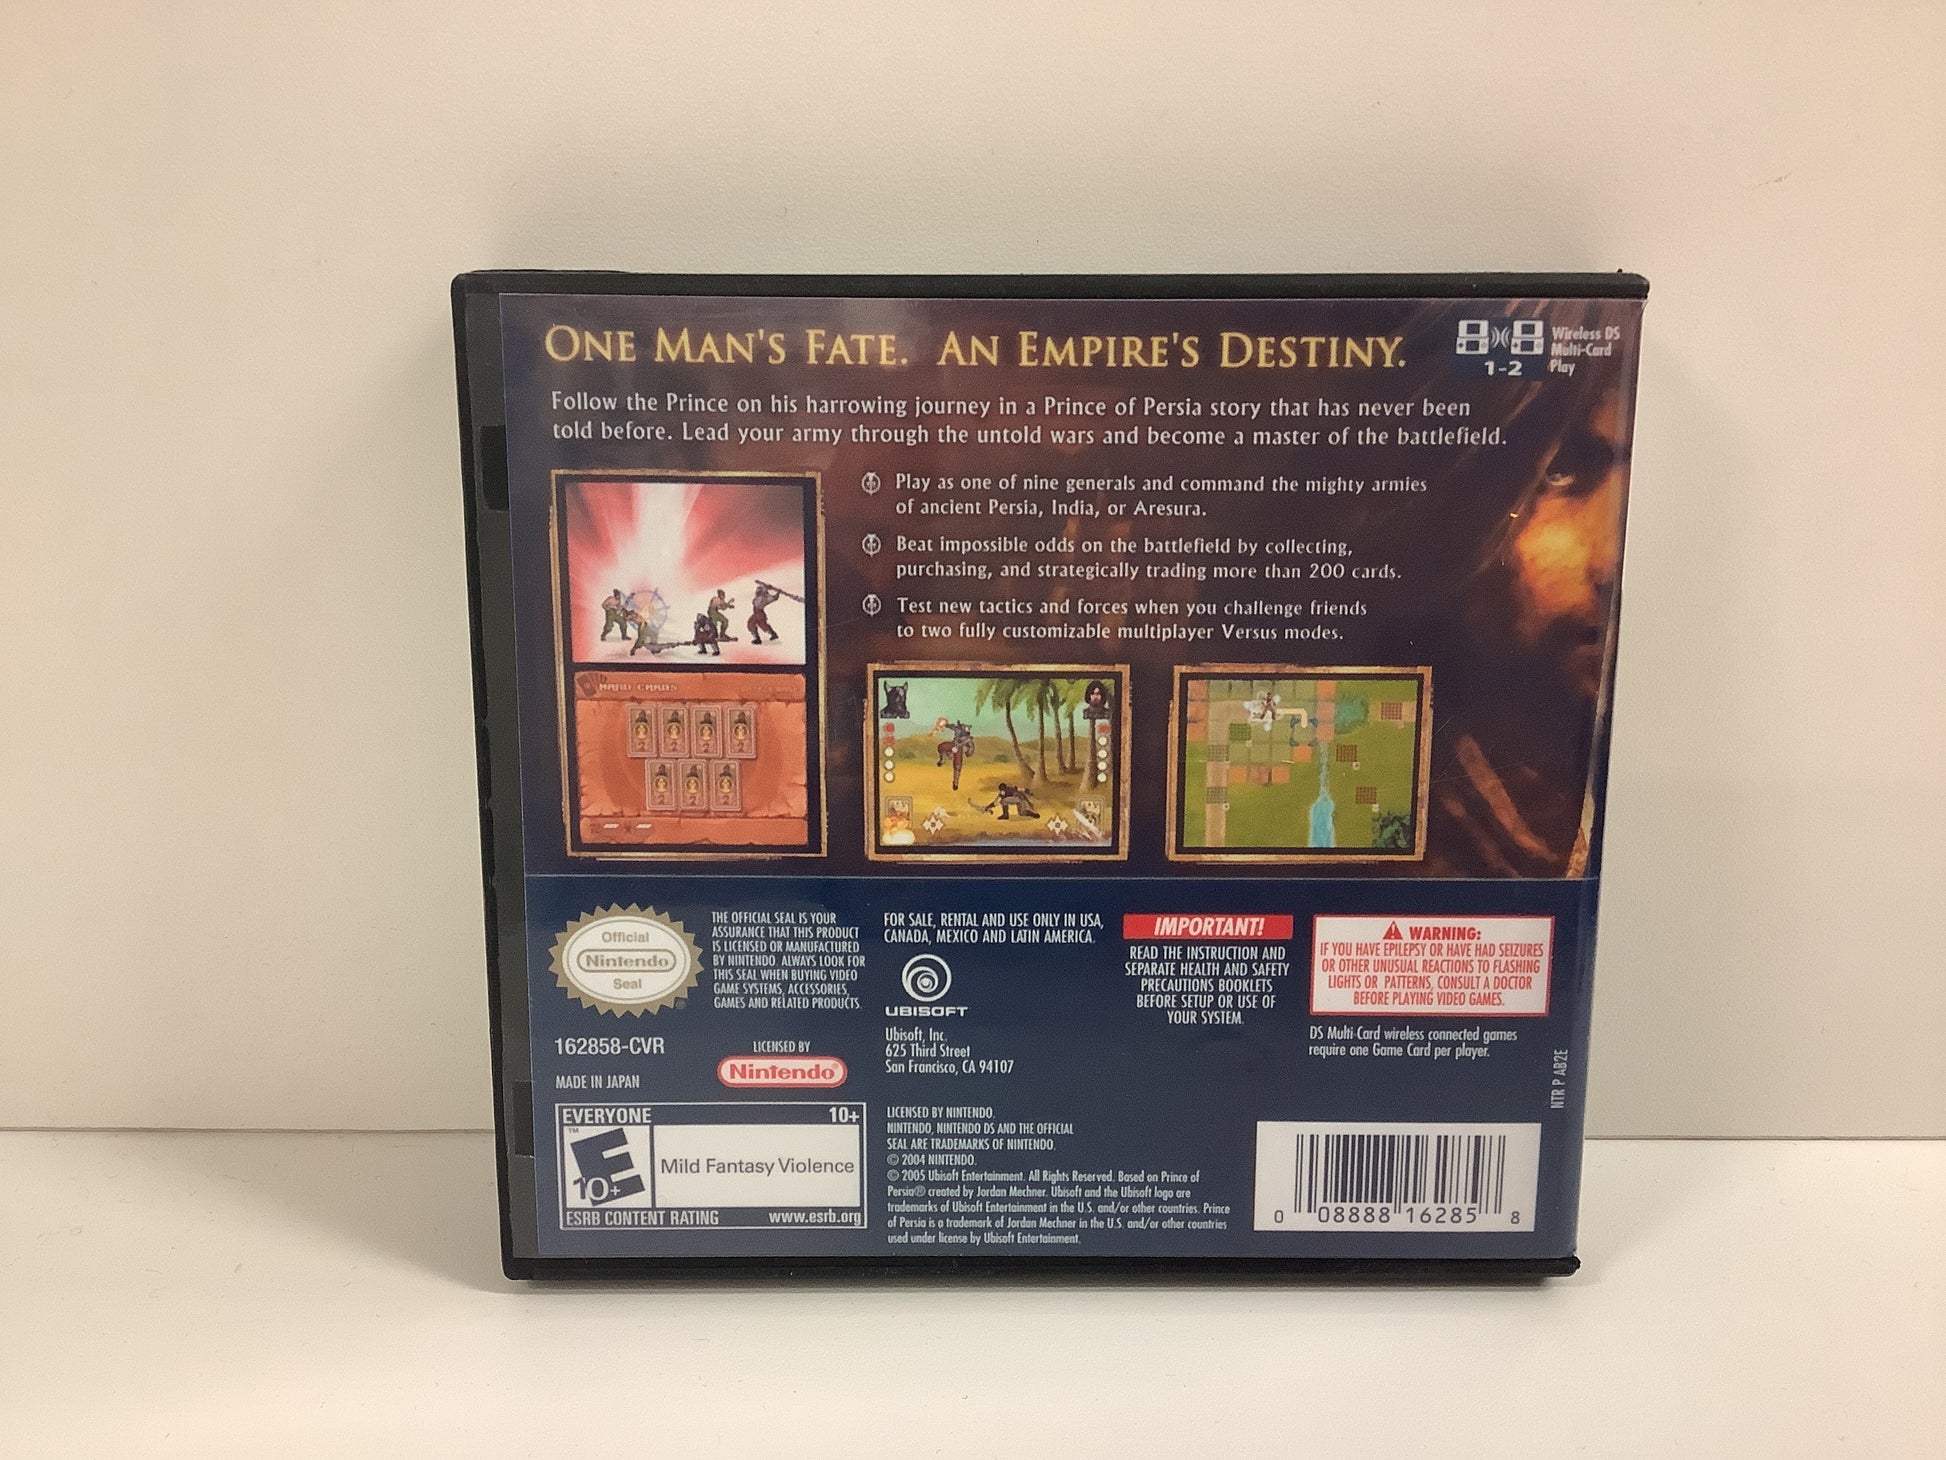 ONE MAN'S FATE. AN EMPIRE'S DESTINY.
Wireless DS
Multi-Card
Play
1-2
Follow the Prince on his harrowing journey in a Prince of Persia story that has never been
told before. Lead your army through the untold wars and become a master of the battlefield.
Play as one of nine generals and command the mighty armies
of ancient Persia, India, or Aresura.
Beat impossible odds on the battlefield by collecting,
purchasing, and strategically trading more than 200 cards.
Test new tactics and forces when you challenge friends
to two fully customizable multiplayer Versus modes.
HAND CARDS
2 2 2 2
2 2 2
Official
Nintendo
Seal
THE OFFICIAL SEAL IS YOUR
ASSURANCE THAT THIS PRODUCT
IS LICENSED OR MANUFACTURED
BY NINTENDO. ALWAYS LOOK FOR
THIS SEAL WHEN BUYING VIDEO
GAME SYSTEMS, ACCESSORIES,
GAMES AND RELATED PRODUCTS.
162858-CVR
MADE IN JAPAN
LICENSED BY
Nintendo®
EVERYONE 10+
E
10+
™
Mild Fantasy Violence
ESRB CONTENT RATING www.esrb.org
FOR SALE, RENTAL AND USE ONLY IN USA,
CANADA, MEXICO AND LATIN AMERICA.
UBISOFT
Ubisoft, Inc.
625 Third Street
San Francisco, CA 94107
LICENSED BY NINTENDO.
NINTENDO, NINTENDO DS AND THE OFFICIAL
SEAL ARE TRADEMARKS OF NINTENDO.
© 2004 NINTENDO.
© 2005 Ubisoft Entertainment. All Rights Reserved. Based on Prince of
Persia® created by Jordan Mechner. Ubisoft and the Ubisoft logo are
trademarks of Ubisoft Entertainment in the U.S. and/or other countries. Prince
of Persia is a trademark of Jordan Mechner in the U.S. and/or other countries
used under license by Ubisoft Entertainment.
IMPORTANT!
READ THE INSTRUCTION AND
SEPARATE HEALTH AND SAFETY
PRECAUTIONS BOOKLETS
BEFORE SETUP OR USE OF
YOUR SYSTEM.
WARNING:
IF YOU HAVE EPILEPSY OR HAVE HAD SEIZURES
OR OTHER UNUSUAL REACTIONS TO FLASHING
LIGHTS OR PATTERNS, CONSULT A DOCTOR
BEFORE PLAYING VIDEO GAMES.
DS Multi-Card wireless connected games
require one Game Card per player.
NTR P AB2E
0 08888 16285 8